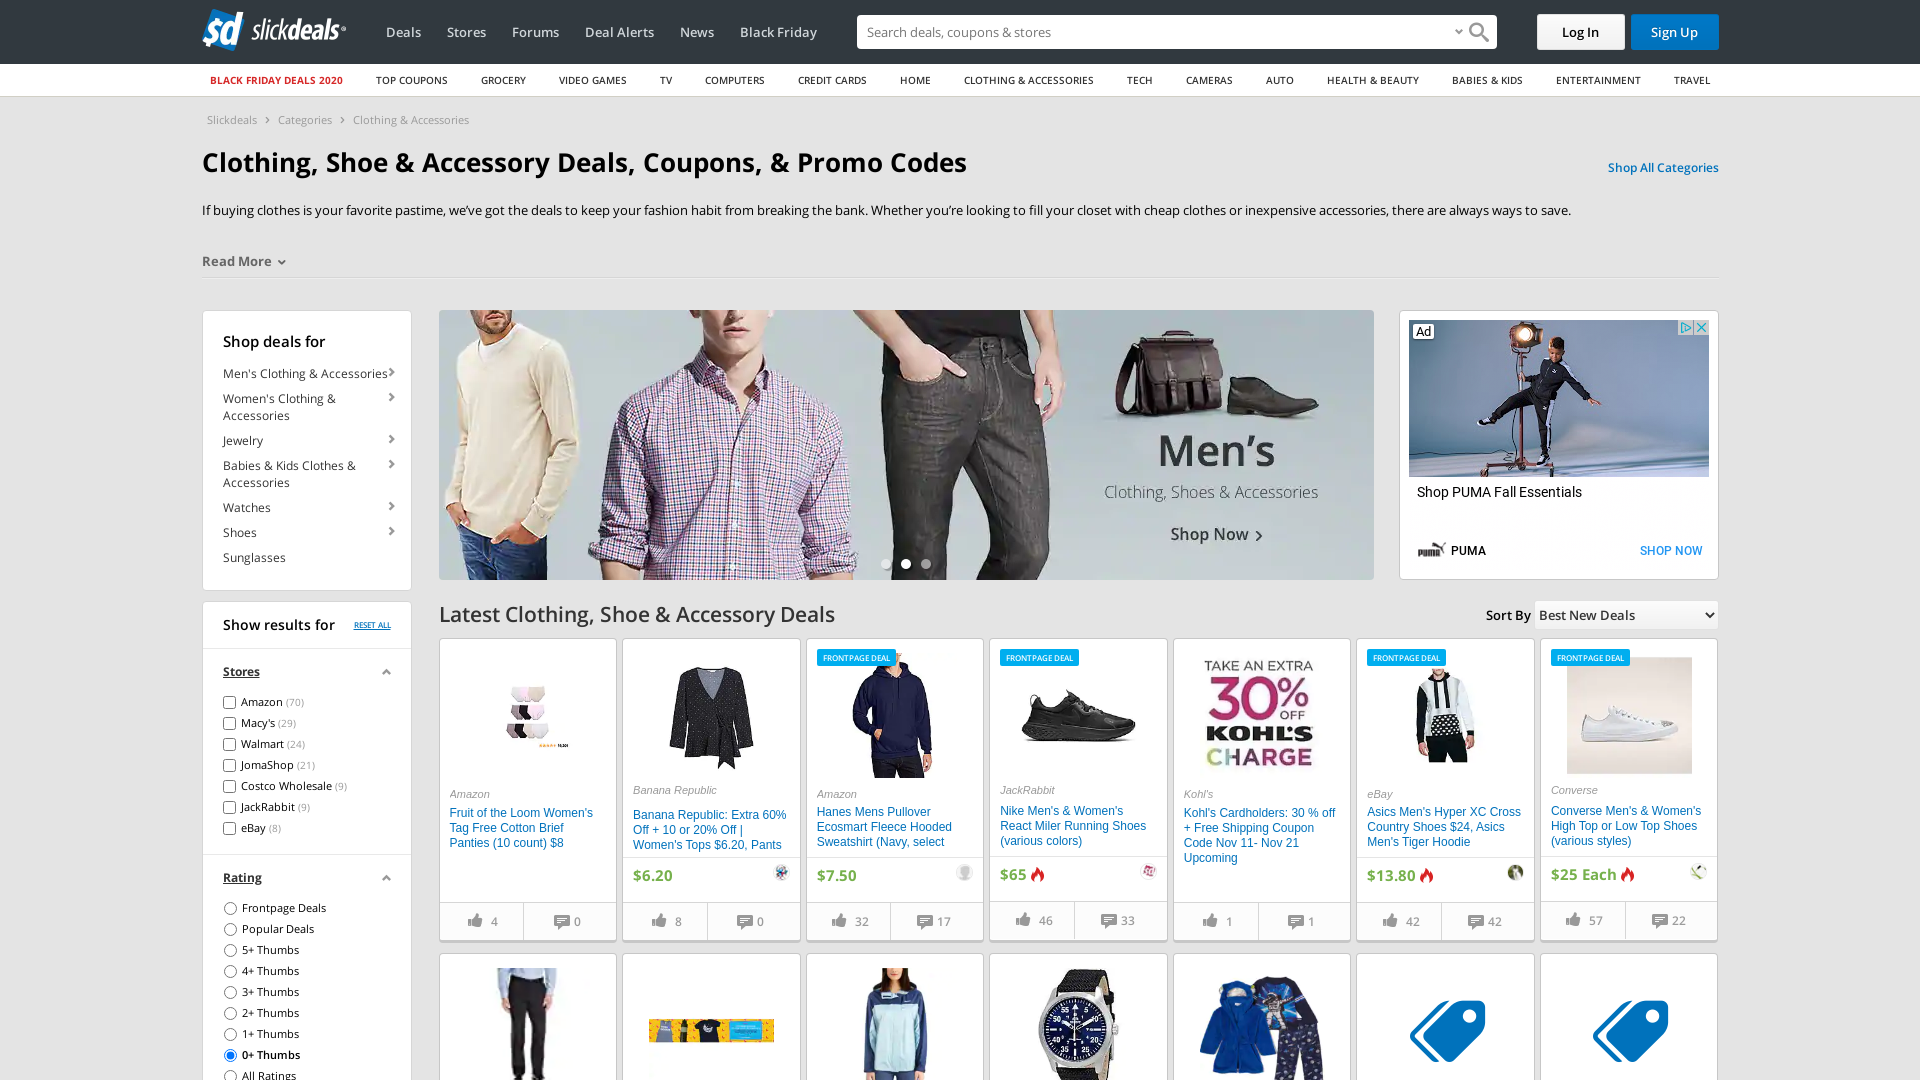 sd slickdeals
Deals
Stores
Forums
Deal Alerts
News
Black Friday
Search deals, coupons & stores
Log In
Sign Up
BLACK FRIDAY DEALS 2020
TOP COUPONS
GROCERY
VIDEO GAMES
TV
COMPUTERS
CREDIT CARDS
HOME
CLOTHING & ACCESSORIES
TECH
CAMERAS
AUTO
HEALTH & BEAUTY
BABIES & KIDS
ENTERTAINMENT
TRAVEL
Slickdeals > Categories > Clothing & Accessories
Clothing, Shoe & Accessory Deals, Coupons, & Promo Codes
Shop All Categories
If buying clothes is your favorite pastime, we’ve got the deals to keep your fashion habit from breaking the bank. Whether you’re looking to fill your closet with cheap clothes or inexpensive accessories, there are always ways to save.
Read More
Shop deals for
Men's Clothing & Accessories
Women's Clothing &
Accessories
Jewelry
Babies & Kids Clothes &
Accessories
Watches
Shoes
Sunglasses
Men’s
Clothing, Shoes & Accessories
Shop Now >
Ad
Shop PUMA Fall Essentials
PUMA
SHOP NOW
Show results for
RESET ALL
Stores
Amazon (70)
Macy's (29)
Walmart (24)
JomaShop (21)
Costco Wholesale (9)
JackRabbit (9)
eBay (8)
Rating
Frontpage Deals
Popular Deals
5+ Thumbs
4+ Thumbs
3+ Thumbs
2+ Thumbs
1+ Thumbs
0+ Thumbs
All Ratings
Latest Clothing, Shoe & Accessory Deals
Sort By
Best New Deals
Amazon
Fruit of the Loom Women's
Tag Free Cotton Brief
Panties (10 count) $8
4
0
Banana Republic
Banana Republic: Extra 60%
Off + 10 or 20% Off |
Women's Tops $6.20, Pants
$6.20
8
0
FRONTPAGE DEAL
Amazon
Hanes Mens Pullover
Ecosmart Fleece Hooded
Sweatshirt (Navy, select
$7.50
32
17
FRONTPAGE DEAL
JackRabbit
Nike Men's & Women's
React Miler Running Shoes
(various colors)
$65
46
33
TAKE AN EXTRA
30% OFF
KOHL'S
CHARGE
Kohl's
Kohl's Cardholders: 30 % off
+ Free Shipping Coupon
Code Nov 11- Nov 21
Upcoming
1
1
FRONTPAGE DEAL
eBay
Asics Men's Hyper XC Cross
Country Shoes $24, Asics
Men's Tiger Hoodie
$13.80
42
42
FRONTPAGE DEAL
Converse
Converse Men's & Women's
High Top or Low Top Shoes
(various styles)
$25 Each
57
22